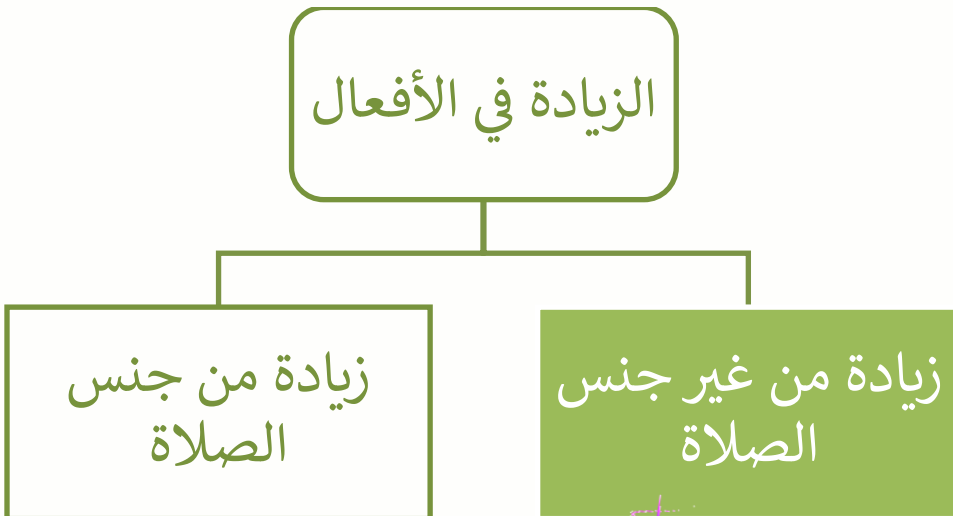 الزيادة في الأفعال
زيادة من غير جنس
الصلاة
زيادة من جنس
الصلاة